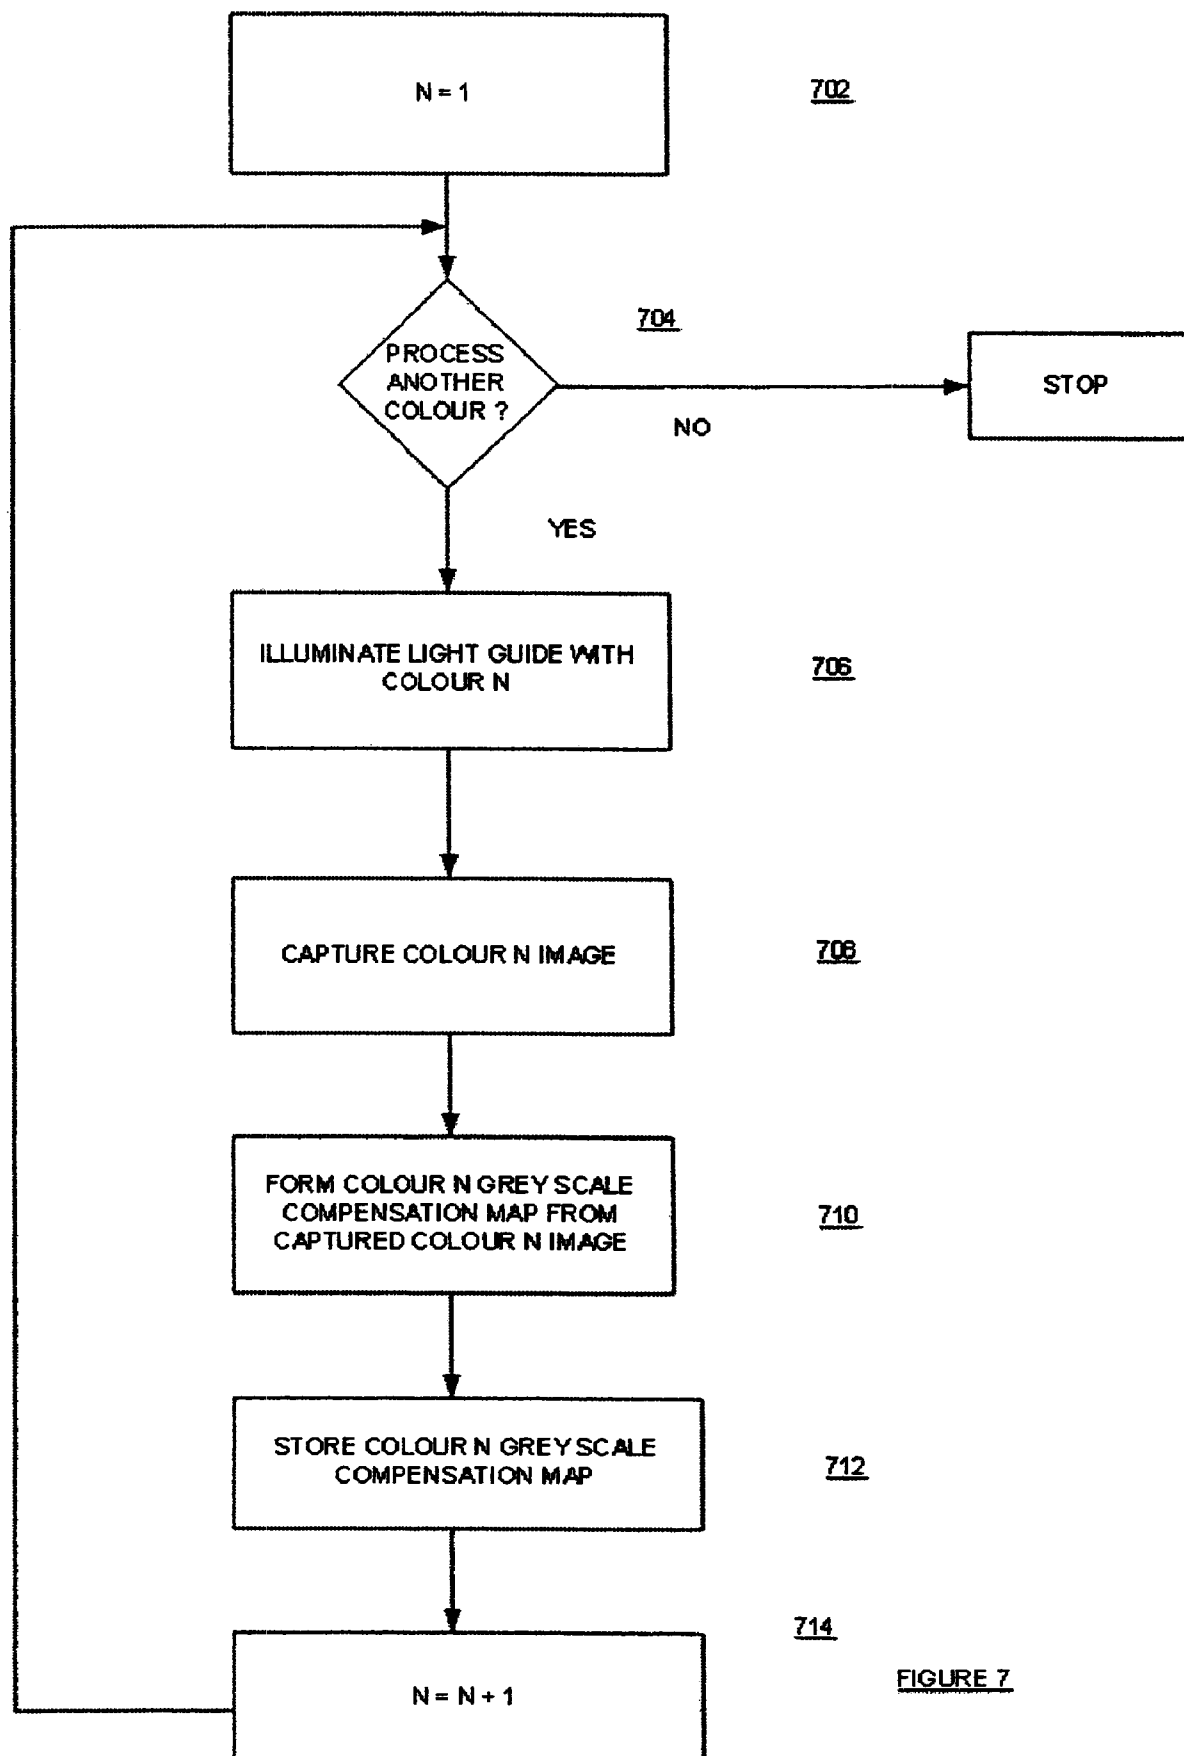 N = 1
702
704
PROCESS
ANOTHER
COLOUR ?
STOP
NO
YES
ILLUMINATE LIGHT GUIDE WITH
COLOUR N
706
CAPTURE COLOUR N IMAGE
708
FORM COLOUR N GREY SCALE
COMPENSATION MAP FROM
CAPTURED COLOUR N IMAGE
710
STORE COLOUR N GREY SCALE
COMPENSATION MAP
712
714
N = N + 1
FIGURE 7